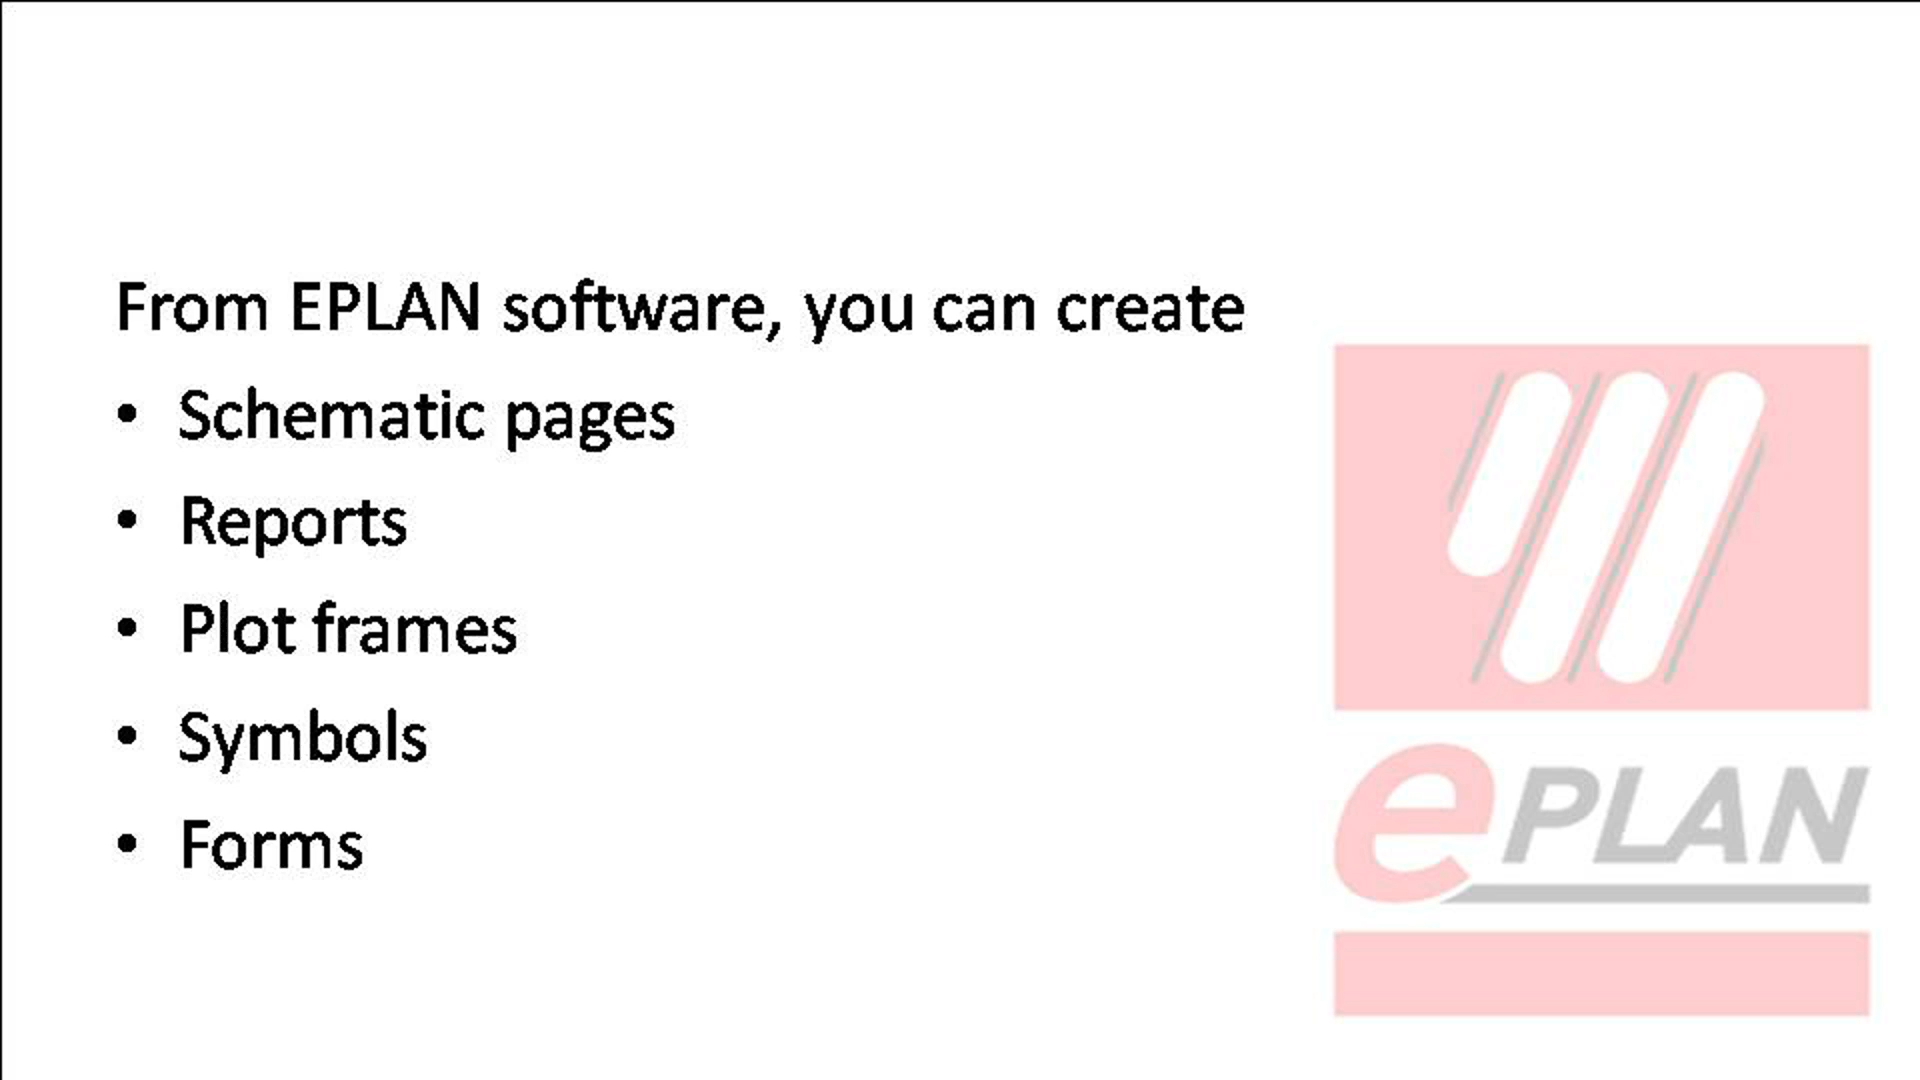 From EPLAN software, you can create
• Schematic pages
• Reports
• Plot frames
• Symbols
• Forms
ePLAN